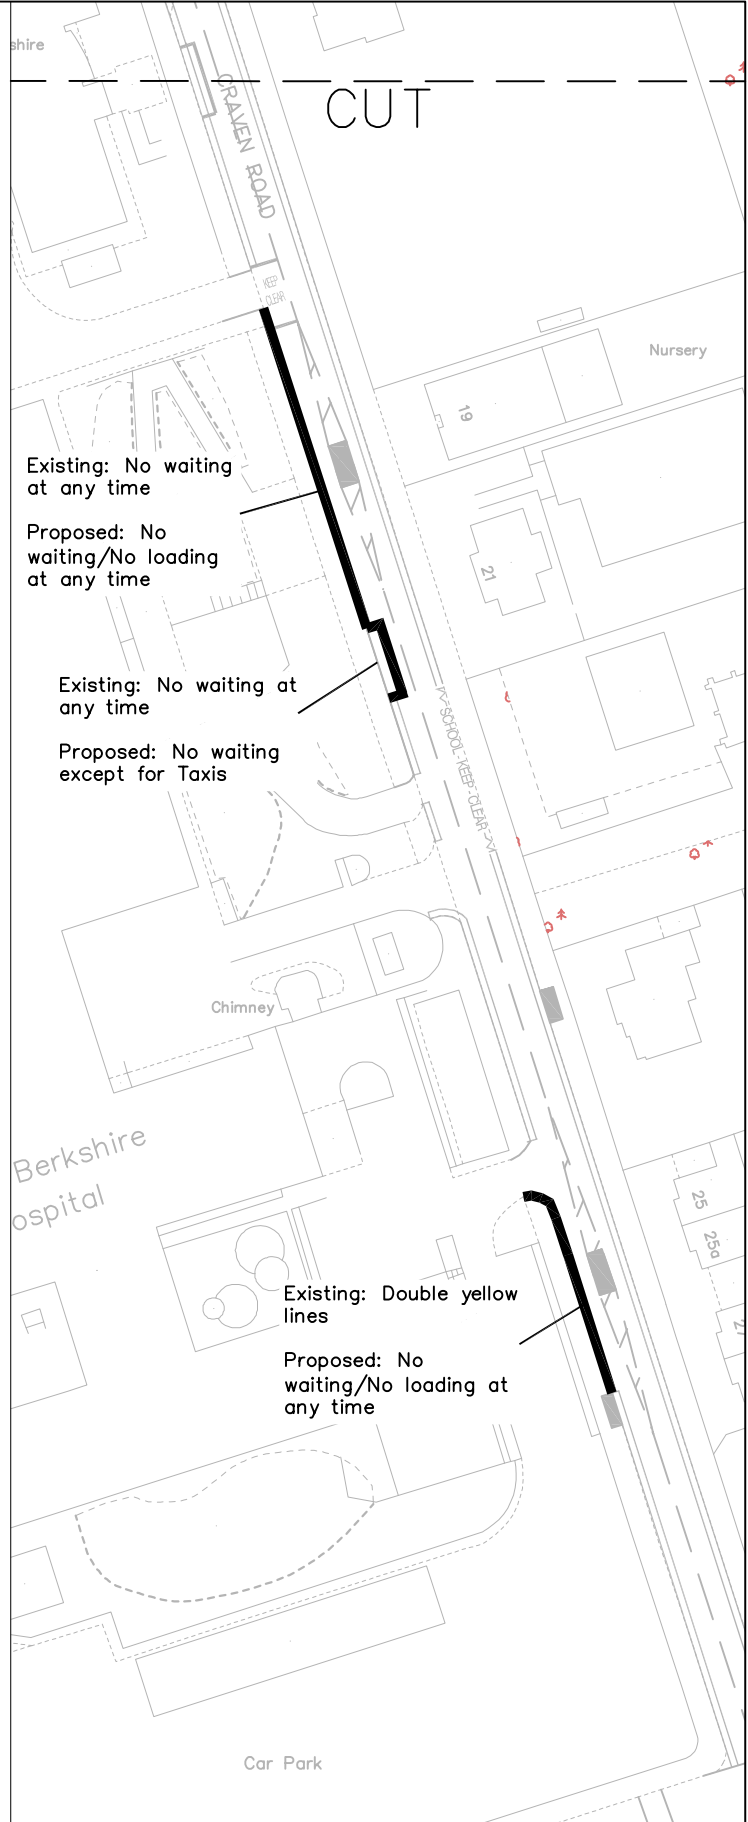 shire
CUT
CRAVEN ROAD
KEEP
CLEAR
Nursery
19
Existing: No waiting
at any time
Proposed: No
waiting/No loading
at any time
21
Existing: No waiting at
any time
Proposed: No waiting
except for Taxis
SCHOOL KEEP CLEAR
Chimney
Berkshire
ospital
25
25a
Existing: Double yellow
lines
Proposed: No
waiting/No loading at
any time
Car Park